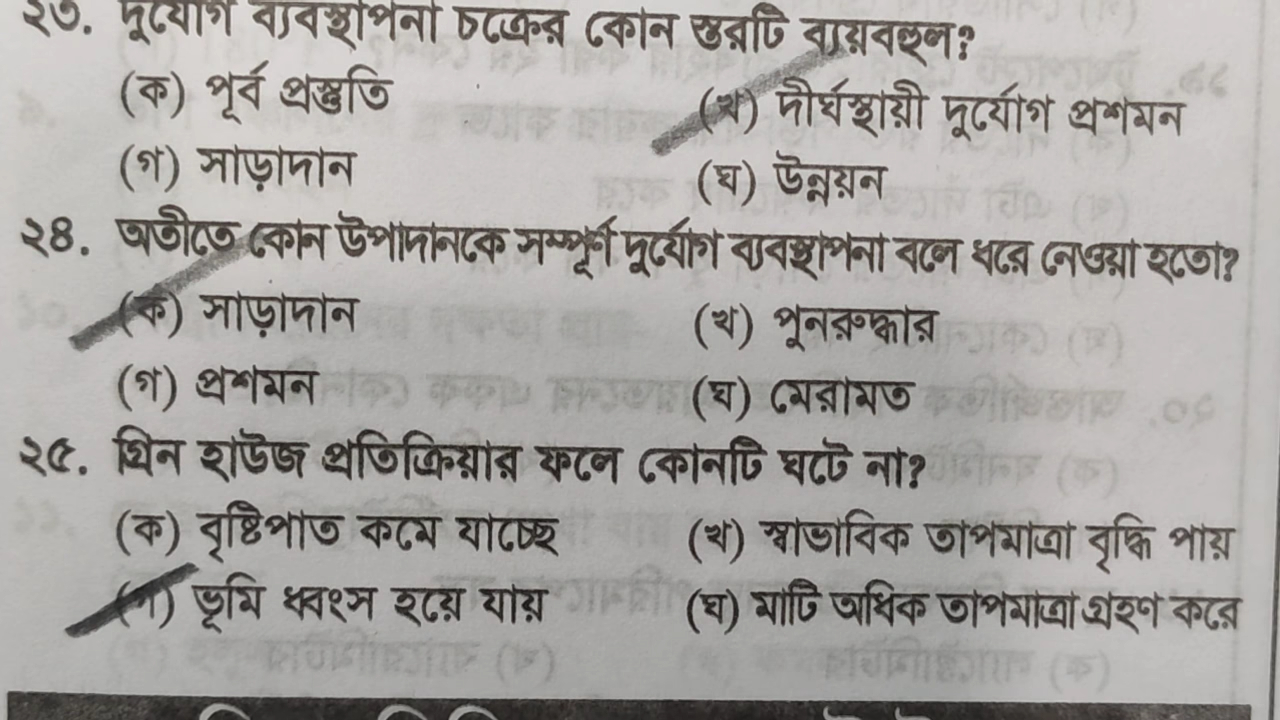 ২৩. দুর্যোগ ব্যবস্থাপনা চক্রের কোন স্তরটি ব্যয়বহুল?
(ক) পূর্ব প্রস্তুতি (খ) দীর্ঘস্থায়ী দুর্যোগ প্রশমন
(গ) সাড়াদান (ঘ) উন্নয়ন
২৪. অতীতে কোন উপাদানকে সম্পূর্ণ দুর্যোগ ব্যবস্থাপনা বলে ধরে নেওয়া হতো?
(ক) সাড়াদান (খ) পুনরুদ্ধার
(গ) প্রশমন (ঘ) মেরামত
২৫. গ্রিন হাউজ প্রতিক্রিয়ার ফলে কোনটি ঘটে না?
(ক) বৃষ্টিপাত কমে যাচ্ছে (খ) স্বাভাবিক তাপমাত্রা বৃদ্ধি পায়
(গ) ভূমি ধ্বংস হয়ে যায় (ঘ) মাটি অধিক তাপমাত্রা গ্রহণ করে